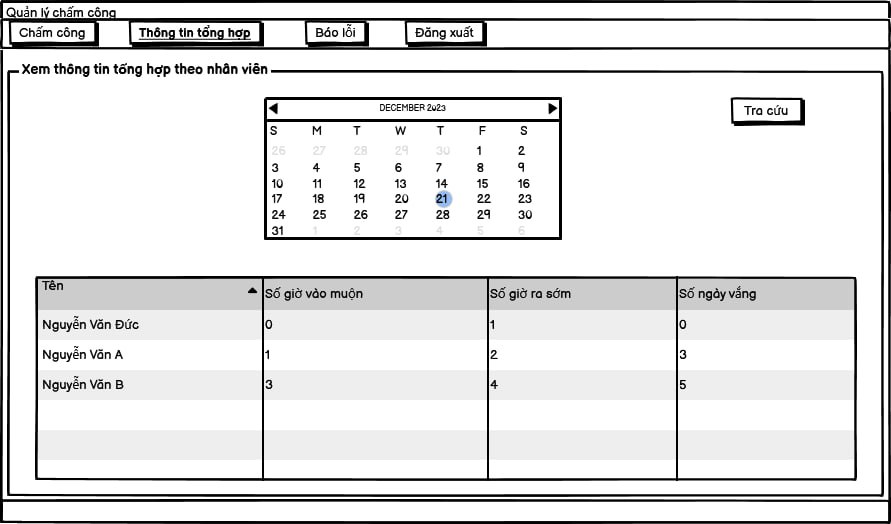 Quản lý chấm công
Chấm công Thông tin tổng hợp Báo lỗi Đăng xuất
Xem thông tin tổng hợp theo nhân viên
DECEMBER 2023
Tra cứu
S M T W T F S
26 27 28 29 30 1 2
3 4 5 6 7 8 9
10 11 12 13 14 15 16
17 18 19 20 21 22 23
24 25 26 27 28 29 30
31 1 2 3 4 5 6
Tên Số giờ vào muộn Số giờ ra sớm Số ngày vắng
Nguyễn Văn Đức 0 1 0
Nguyễn Văn A 1 2 3
Nguyễn Văn B 3 4 5